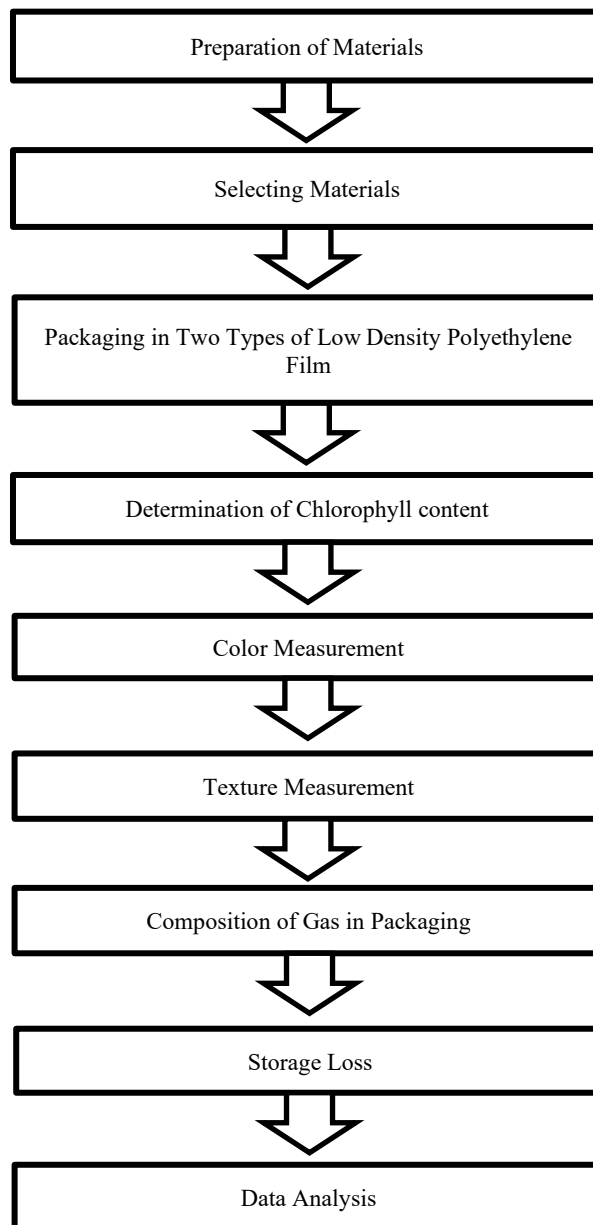 Preparation of Materials
Selecting Materials
Packaging in Two Types of Low Density Polyethylene
Film
Determination of Chlorophyll content
Color Measurement
Texture Measurement
Composition of Gas in Packaging
Storage Loss
Data Analysis